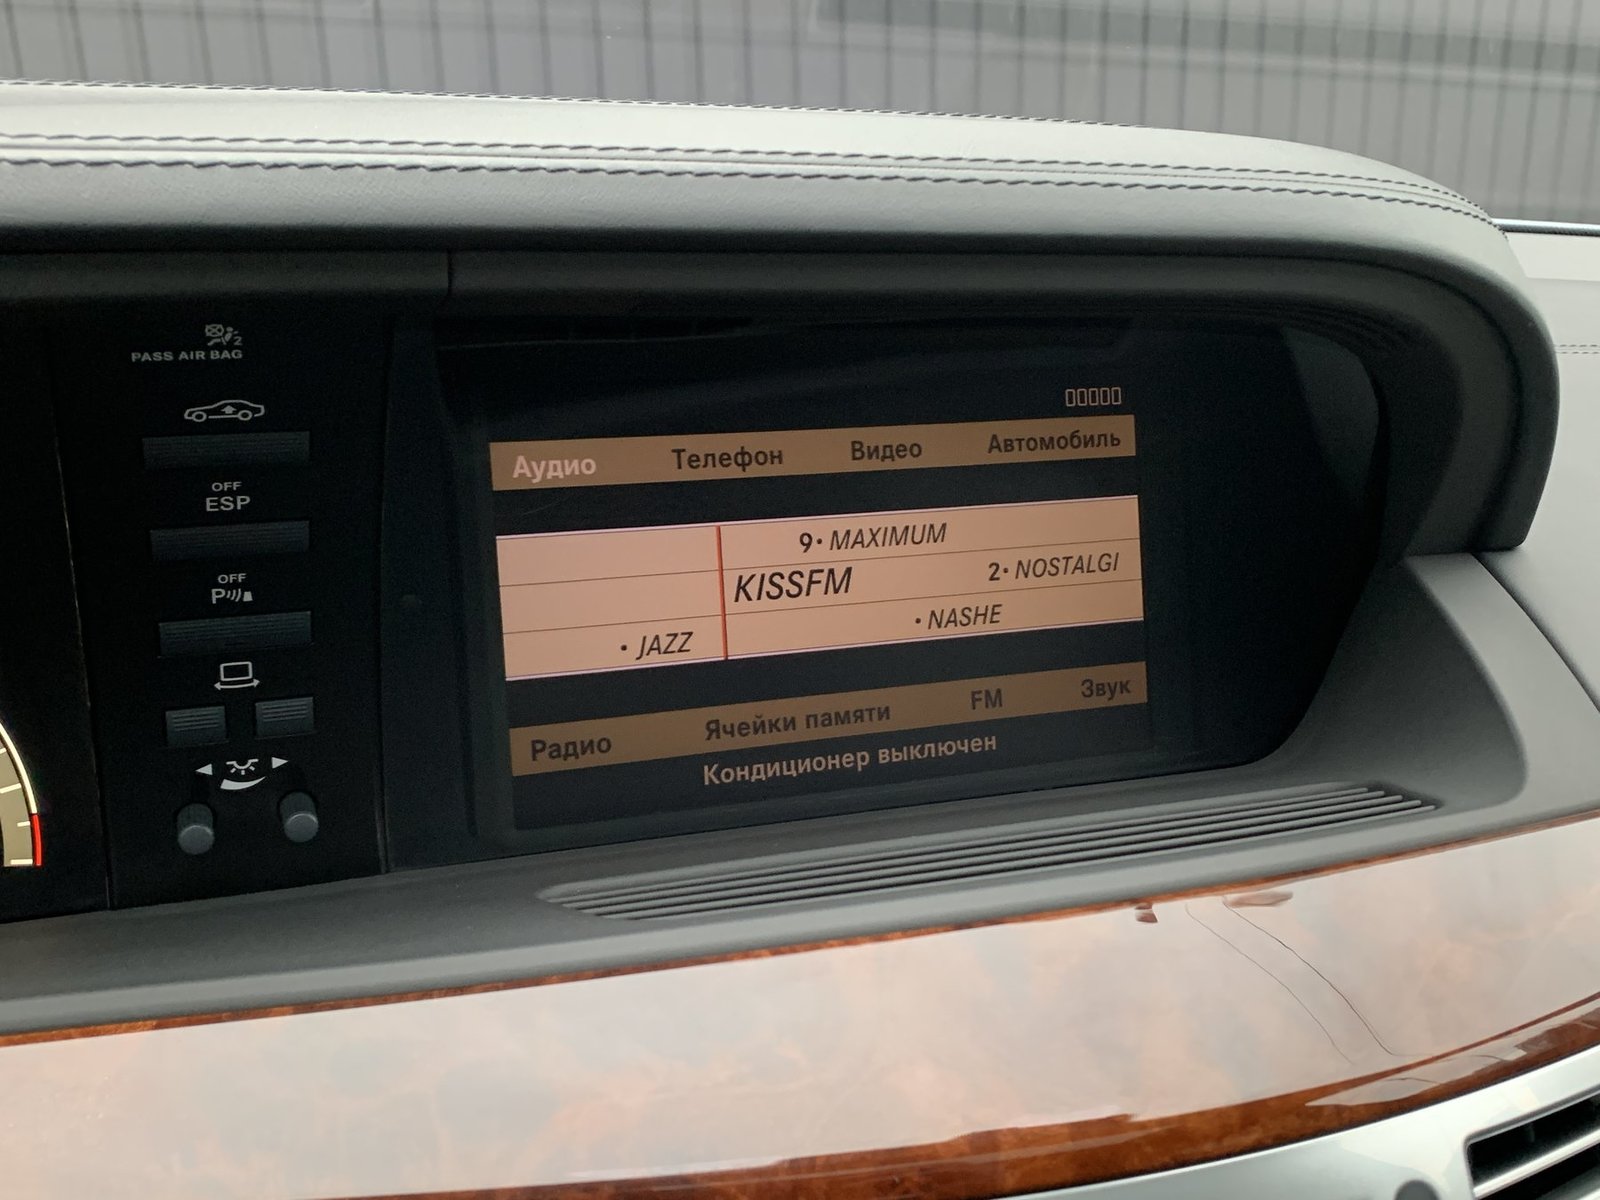 2
PASS AIR BAG
OFF
ESP
OFF
P
Аудио Телефон Видео Автомобиль
9· MAXIMUM
KISSFM 2· NOSTALGI
· JAZZ · NASHE
Радио Ячейки памяти FM Звук
Кондиционер выключен